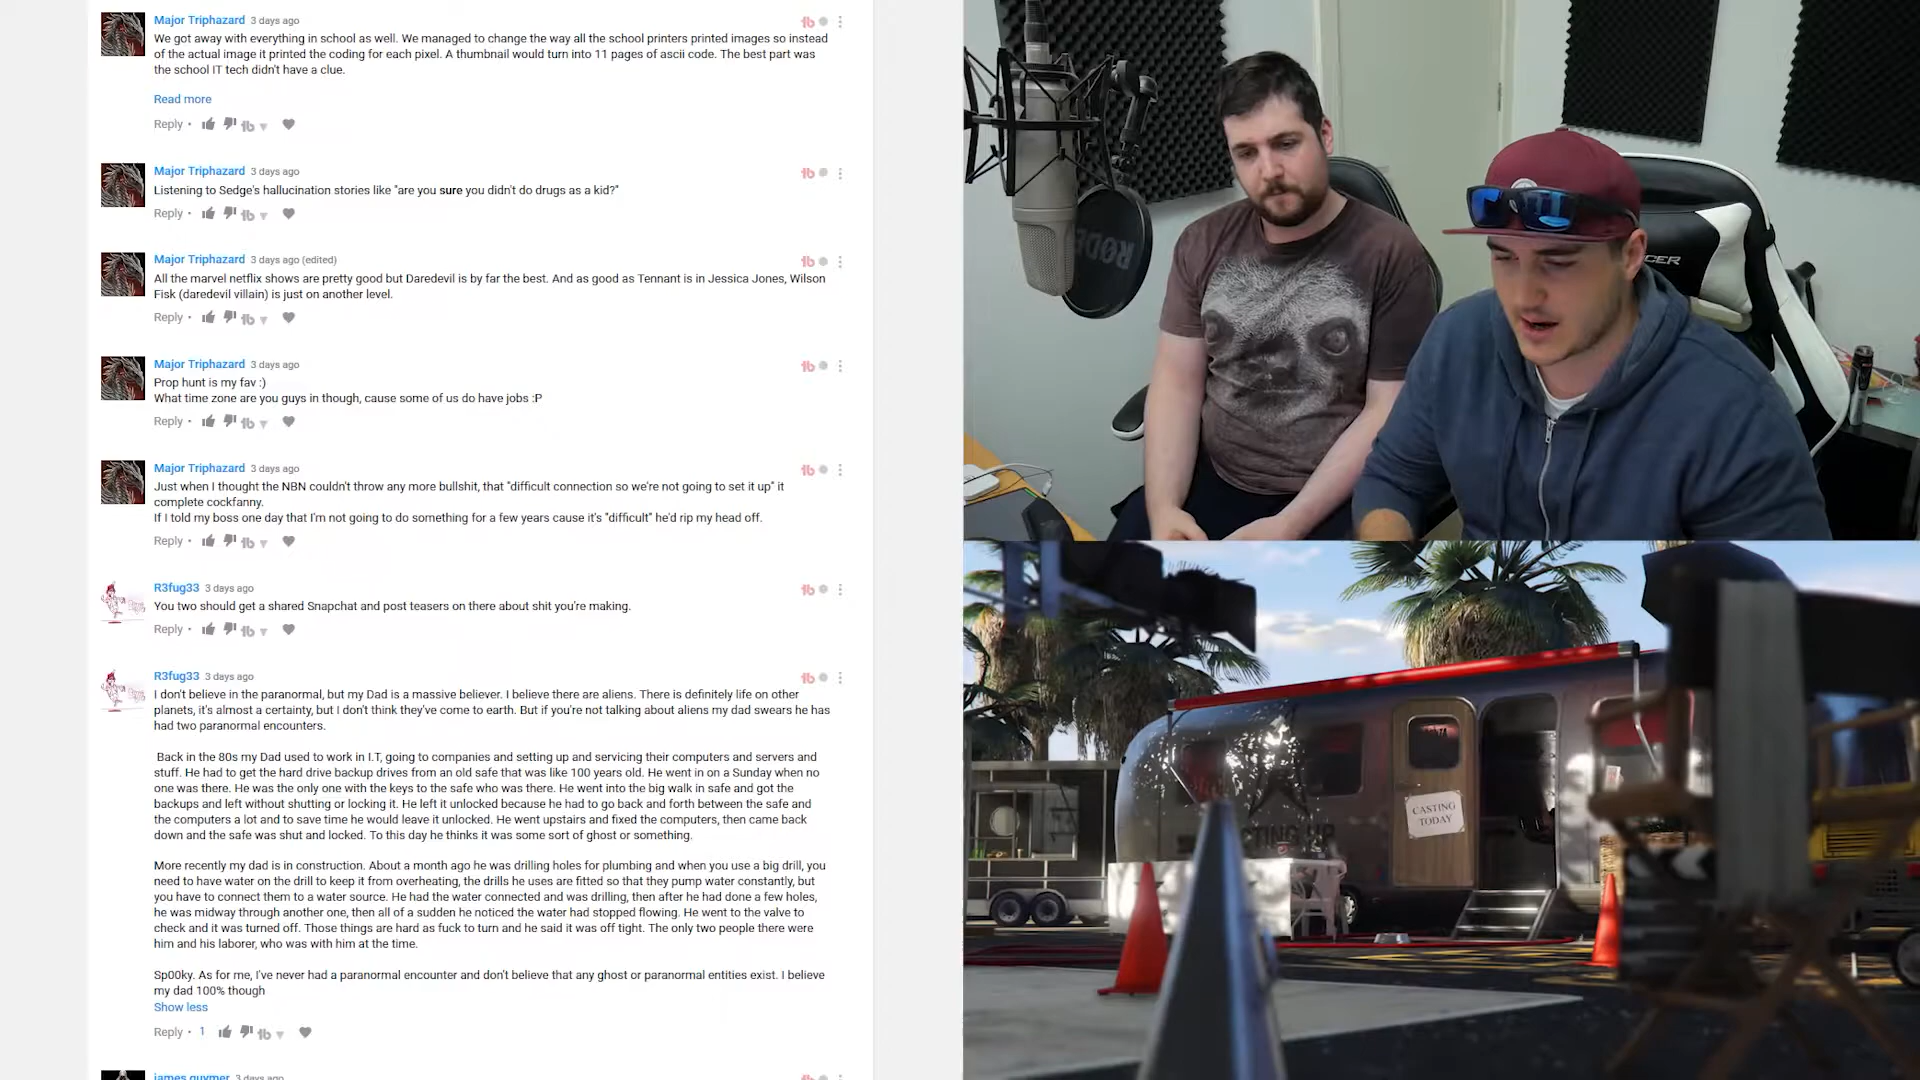 Major Triphazard 3 days ago
We got away with everything in school as well. We managed to change the way all the school printers printed images so instead
of the actual image it printed the coding for each pixel. A thumbnail would turn into 11 pages of ascii code. The best part was
the school IT tech didn't have a clue.
Read more
Reply •
Major Triphazard 3 days ago
Listening to Sedge's hallucination stories like "are you sure you didn't do drugs as a kid?"
Reply •
Major Triphazard 3 days ago (edited)
All the marvel netflix shows are pretty good but Daredevil is by far the best. And as good as Tennant is in Jessica Jones, Wilson
Fisk (daredevil villain) is just on another level.
Reply •
Major Triphazard 3 days ago
Prop hunt is my fav :)
What time zone are you guys in though, cause some of us do have jobs :P
Reply •
Major Triphazard 3 days ago
Just when I thought the NBN couldn't throw any more bullshit, that "difficult connection so we're not going to set it up" it
complete cockfanny.
If I told my boss one day that I'm not going to do something for a few years cause it's "difficult" he'd rip my head off.
Reply •
R3fug33 3 days ago
You two should get a shared Snapchat and post teasers on there about shit you're making.
Reply •
R3fug33 3 days ago
I don't believe in the paranormal, but my Dad is a massive believer. I believe there are aliens. There is definitely life on other
planets, it's almost a certainty, but I don't think they've come to earth. But if you're not talking about aliens my dad swears he has
had two paranormal encounters.
Back in the 80s my Dad used to work in I.T, going to companies and setting up and servicing their computers and servers and
stuff. He had to get the hard drive backup drives from an old safe that was like 100 years old. He went in on a Sunday when no
one was there. He was the only one with the keys to the safe who was there. He went into the big walk in safe and got the
backups and left without shutting or locking it. He left it unlocked because he had to go back and forth between the safe and
the computers a lot and to save time he would leave it unlocked. He went upstairs and fixed the computers, then came back
down and the safe was shut and locked. To this day he thinks it was some sort of ghost or something.
More recently my dad is in construction. About a month ago he was drilling holes for plumbing and when you use a big drill, you
need to have water on the drill to keep it from overheating, the drills he uses are fitted so that they pump water constantly, but
you have to connect them to a water source. He had the water connected and was drilling, then after he had done a few holes,
he was midway through another one, then all of a sudden he noticed the water had stopped flowing. He went to the valve to
check and it was turned off. Those things are hard as fuck to turn and he said it was off tight. The only two people there were
him and his laborer, who was with him at the time.
Sp00ky. As for me, I've never had a paranormal encounter and don't believe that any ghost or paranormal entities exist. I believe
my dad 100% though
Show less
Reply • 1
james guymer 3 days ago
RØDE
CASTING
TODAY